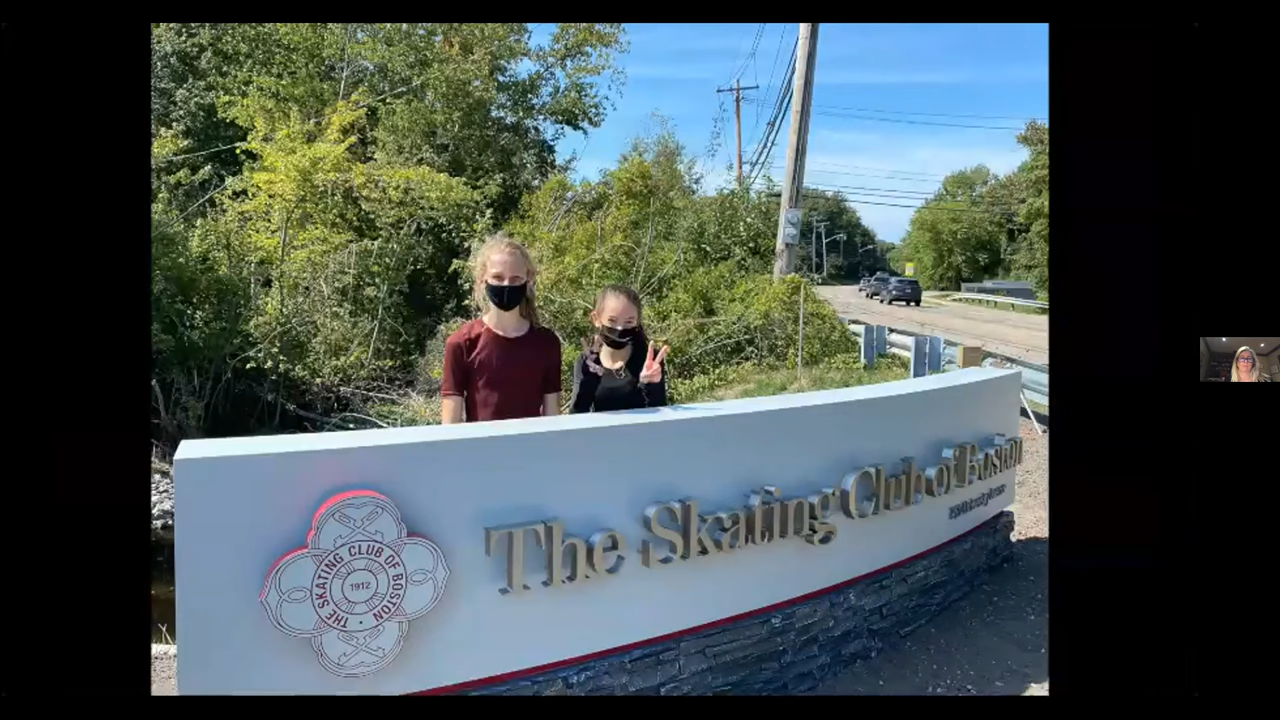 The Skating Club of Boston
THE SKATING CLUB OF BOSTON
1912